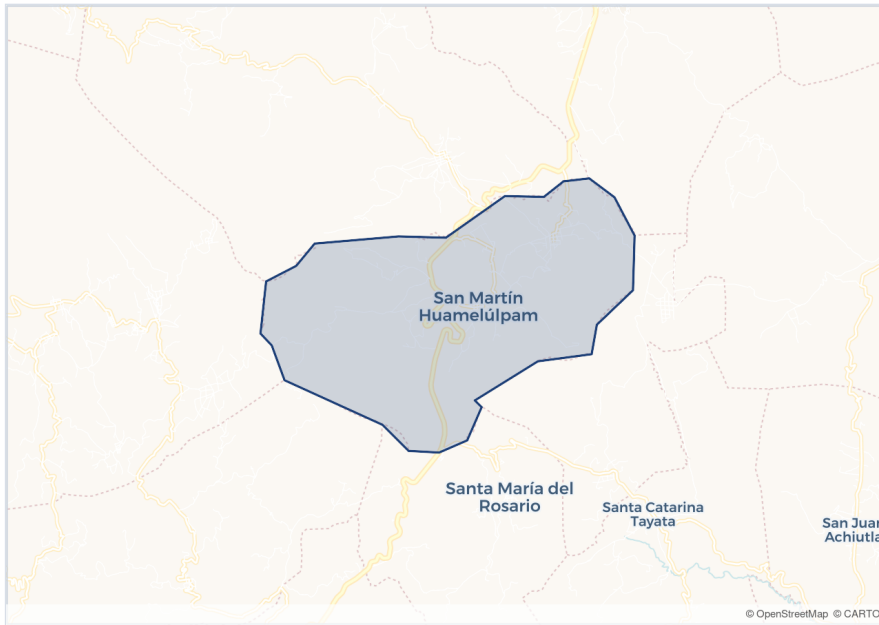 San Martín
Huamelúlpam
Santa María del
Rosario
Santa Catarina
Tayata
San Juan
Achiutla
© OpenStreetMap © CARTO